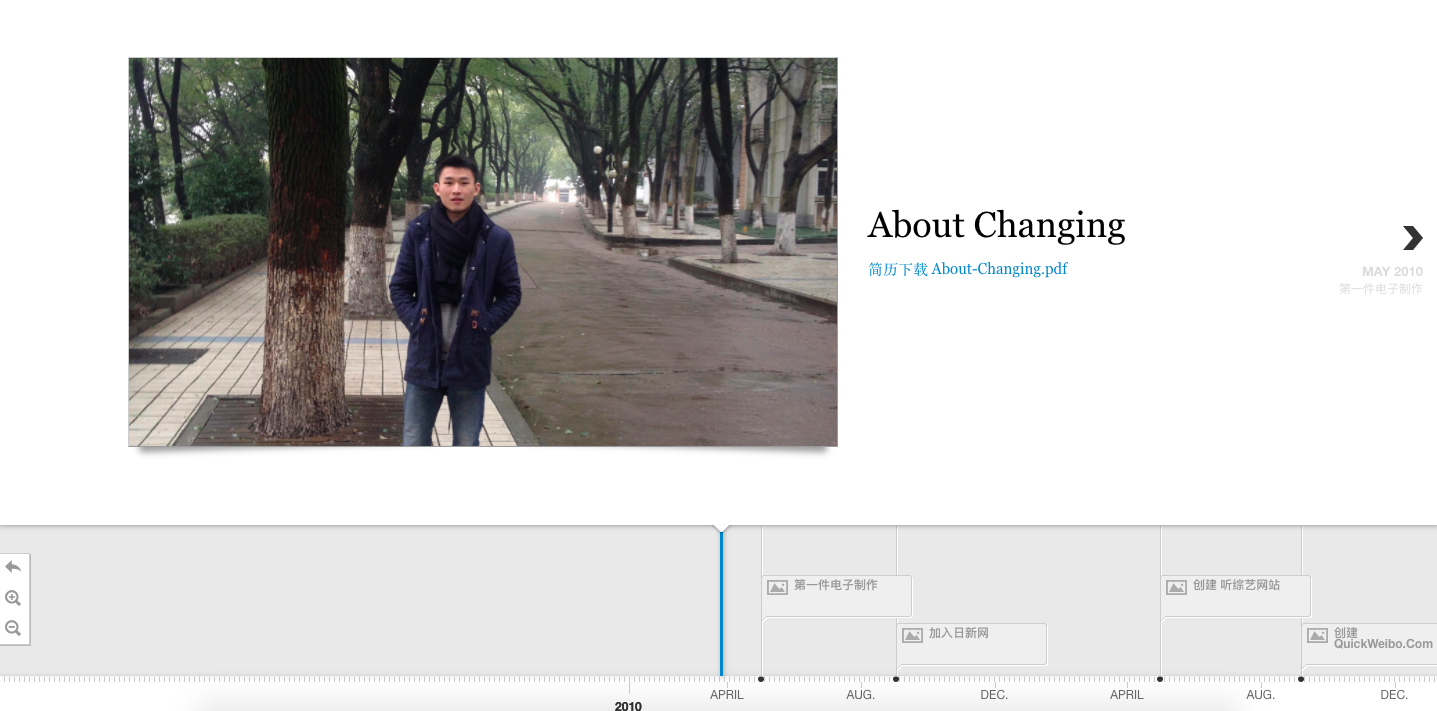 About Changing
简历下载 About-Changing.pdf
MAY 2010
第一件电子制作
第一件电子制作
创建 听综艺网站
加入日新网
创建
QuickWeibo.Com
APRIL
AUG.
DEC.
APRIL
AUG.
DEC.
2010